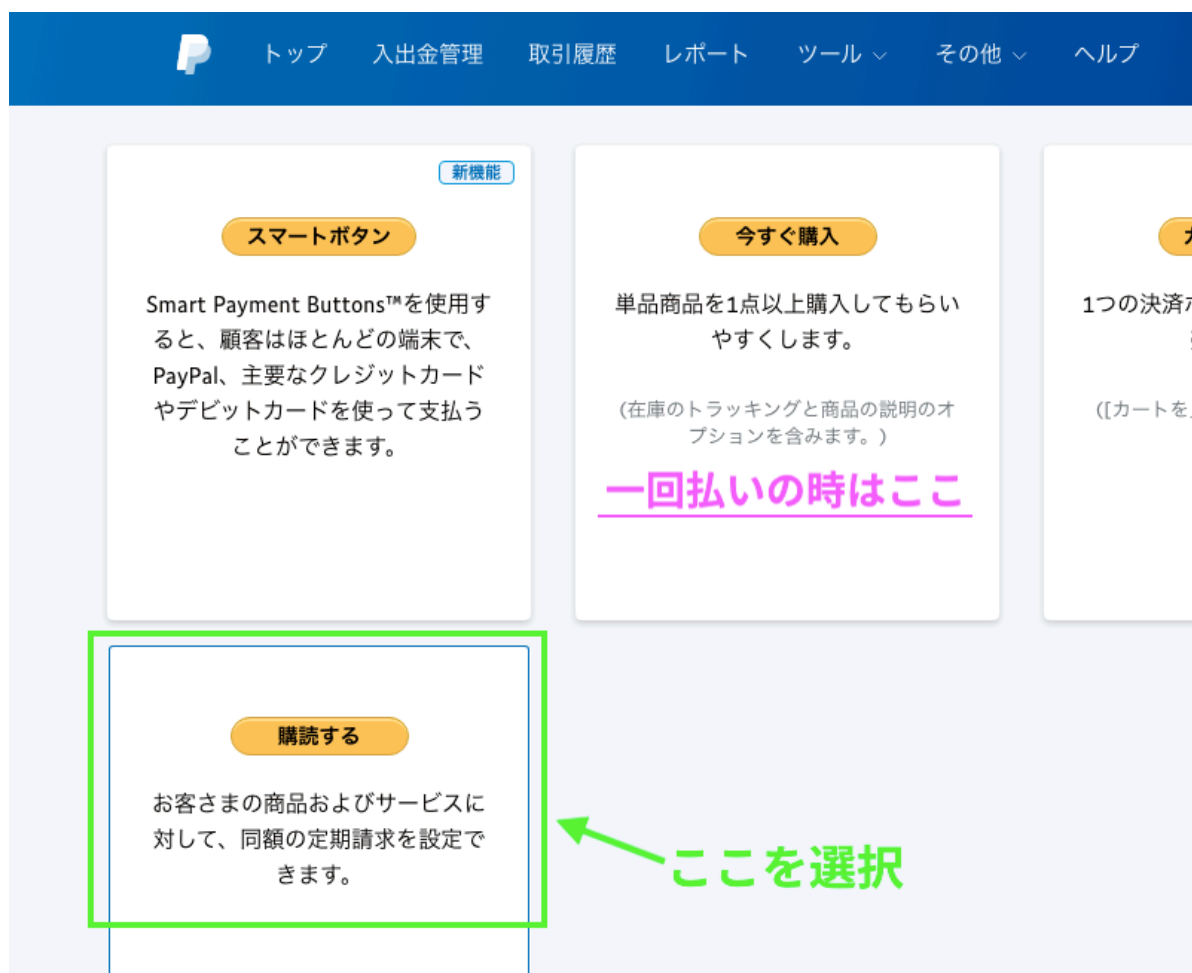 トップ 入出金管理 取引履歴 レポート ツール その他 ヘルプ
新機能
スマートボタン
Smart Payment Buttons™を使用す
ると、顧客はほとんどの端末で、
PayPal、主要なクレジットカード
やデビットカードを使って支払う
ことができます。
今すぐ購入
単品商品を1点以上購入してもらい
やすくします。
(在庫のトラッキングと商品の説明のオ
プションを含みます。)
一回払いの時はここ
1つの決済
([カートを
購読する
お客さまの商品およびサービスに
対して、同額の定期請求を設定で
きます。
ここを選択